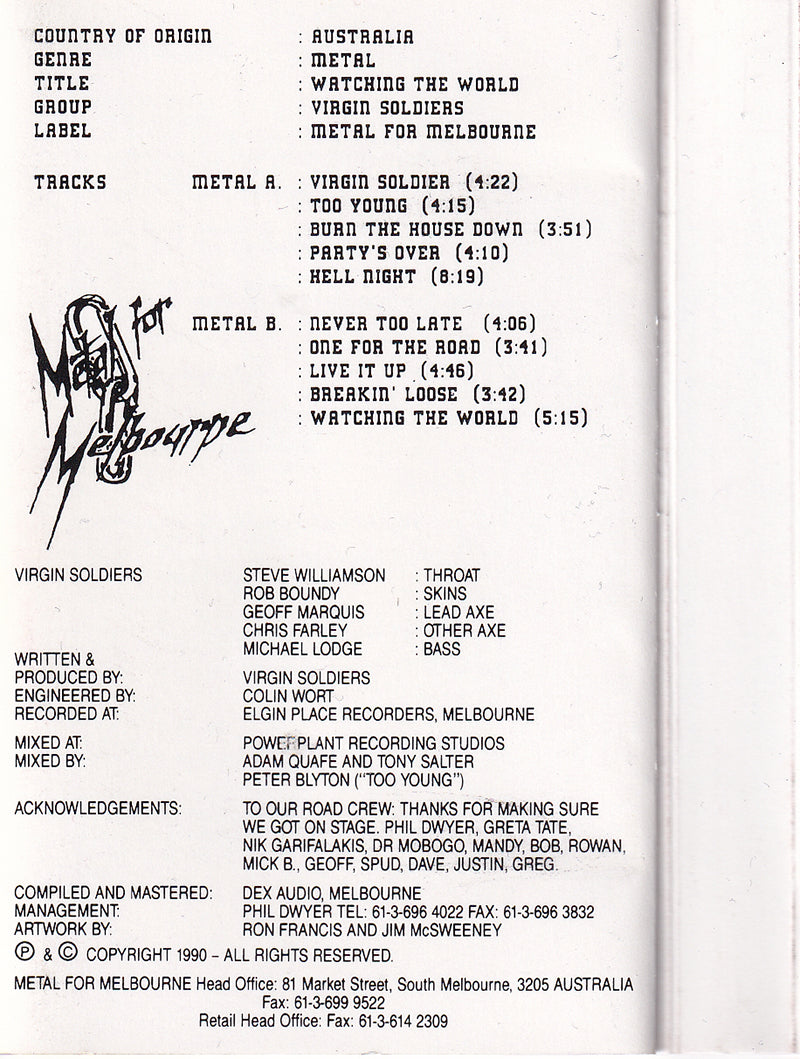 COUNTRY OF ORIGIN : AUSTRALIA
GENRE : METAL
TITLE : WATCHING THE WORLD
GROUP : VIRGIN SOLDIERS
LABEL : METAL FOR MELBOURNE
TRACKS METAL A. : VIRGIN SOLDIER (4:22)
: TOO YOUNG (4:15)
: BURN THE HOUSE DOWN (3:51)
: PARTY'S OVER (4:10)
: HELL NIGHT (8:19)
METAL B. : NEVER TOO LATE (4:06)
: ONE FOR THE ROAD (3:41)
: LIVE IT UP (4:46)
: BREAKIN' LOOSE (3:42)
: WATCHING THE WORLD (5:15)
Metal for
Melbourne
VIRGIN SOLDIERS STEVE WILLIAMSON : THROAT
ROB BOUNDY : SKINS
GEOFF MARQUIS : LEAD AXE
CHRIS FARLEY : OTHER AXE
MICHAEL LODGE : BASS
WRITTEN &
PRODUCED BY: VIRGIN SOLDIERS
ENGINEERED BY: COLIN WORT
RECORDED AT: ELGIN PLACE RECORDERS, MELBOURNE
MIXED AT: POWERPLANT RECORDING STUDIOS
MIXED BY: ADAM QUAFE AND TONY SALTER
PETER BLYTON ("TOO YOUNG")
ACKNOWLEDGEMENTS: TO OUR ROAD CREW: THANKS FOR MAKING SURE
WE GOT ON STAGE. PHIL DWYER, GRETA TATE,
NIK GARIFALAKIS, DR MOBOGO, MANDY, BOB, ROWAN,
MICK B., GEOFF, SPUD, DAVE, JUSTIN, GREG.
COMPILED AND MASTERED: DEX AUDIO, MELBOURNE
MANAGEMENT: PHIL DWYER TEL: 61-3-696 4022 FAX: 61-3-696 3832
ARTWORK BY: RON FRANCIS AND JIM McSWEENEY
Ⓟ & © COPYRIGHT 1990 – ALL RIGHTS RESERVED.
METAL FOR MELBOURNE Head Office: 81 Market Street, South Melbourne, 3205 AUSTRALIA
Fax: 61-3-699 9522
Retail Head Office: Fax: 61-3-614 2309